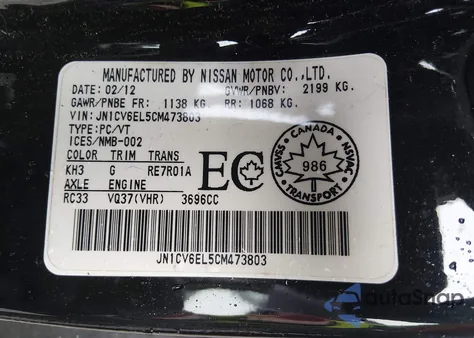 MANUFACTURED BY NISSAN MOTOR CO.,LTD.
DATE: 02/12 GVWR/PNBV: 2199 KG.
GAWR/PNBE FR: 1138 KG. RR: 1068 KG.
VIN: JN1CV6EL5CM473803
TYPE:PC/VT
ICES/NMB-002
COLOR TRIM TRANS
KH3 G RE7R01A
AXLE ENGINE
RC33 VQ37(VHR) 3696CC
EC
CMVSS - CANADA - NSVAC
986
TRANSPORT
JN1CV6EL5CM473803
AutoSnap